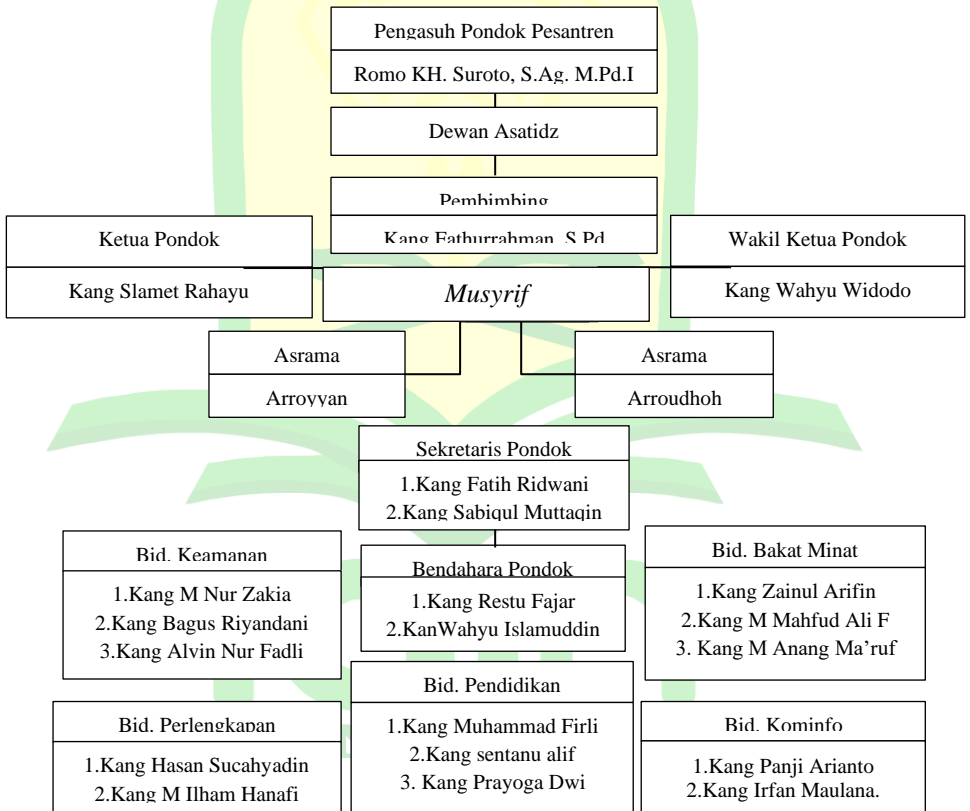 Pengasuh Pondok Pesantren
Romo KH. Suroto, S.Ag. M.Pd.I
Dewan Asatidz
Pembimbing
Kang Fathurrahman, S.Pd
Ketua Pondok
Kang Slamet Rahayu
Wakil Ketua Pondok
Kang Wahyu Widodo
Musyrif
Asrama
Arroyyan
Asrama
Arroudhoh
Sekretaris Pondok
1.Kang Fatih Ridwani
2.Kang Sabiqul Muttaqin
Bid. Keamanan
1.Kang M Nur Zakia
2.Kang Bagus Riyandani
3.Kang Alvin Nur Fadli
Bendahara Pondok
1.Kang Restu Fajar
2.KanWahyu Islamuddin
Bid. Bakat Minat
1.Kang Zainul Arifin
2.Kang M Mahfud Ali F
3. Kang M Anang Ma’ruf
Bid. Perlengkapan
1.Kang Hasan Sucahyadin
2.Kang M Ilham Hanafi
Bid. Pendidikan
1.Kang Muhammad Firli
2.Kang sentanu alif
3. Kang Prayoga Dwi
Bid. Kominfo
1.Kang Panji Arianto
2.Kang Irfan Maulana.